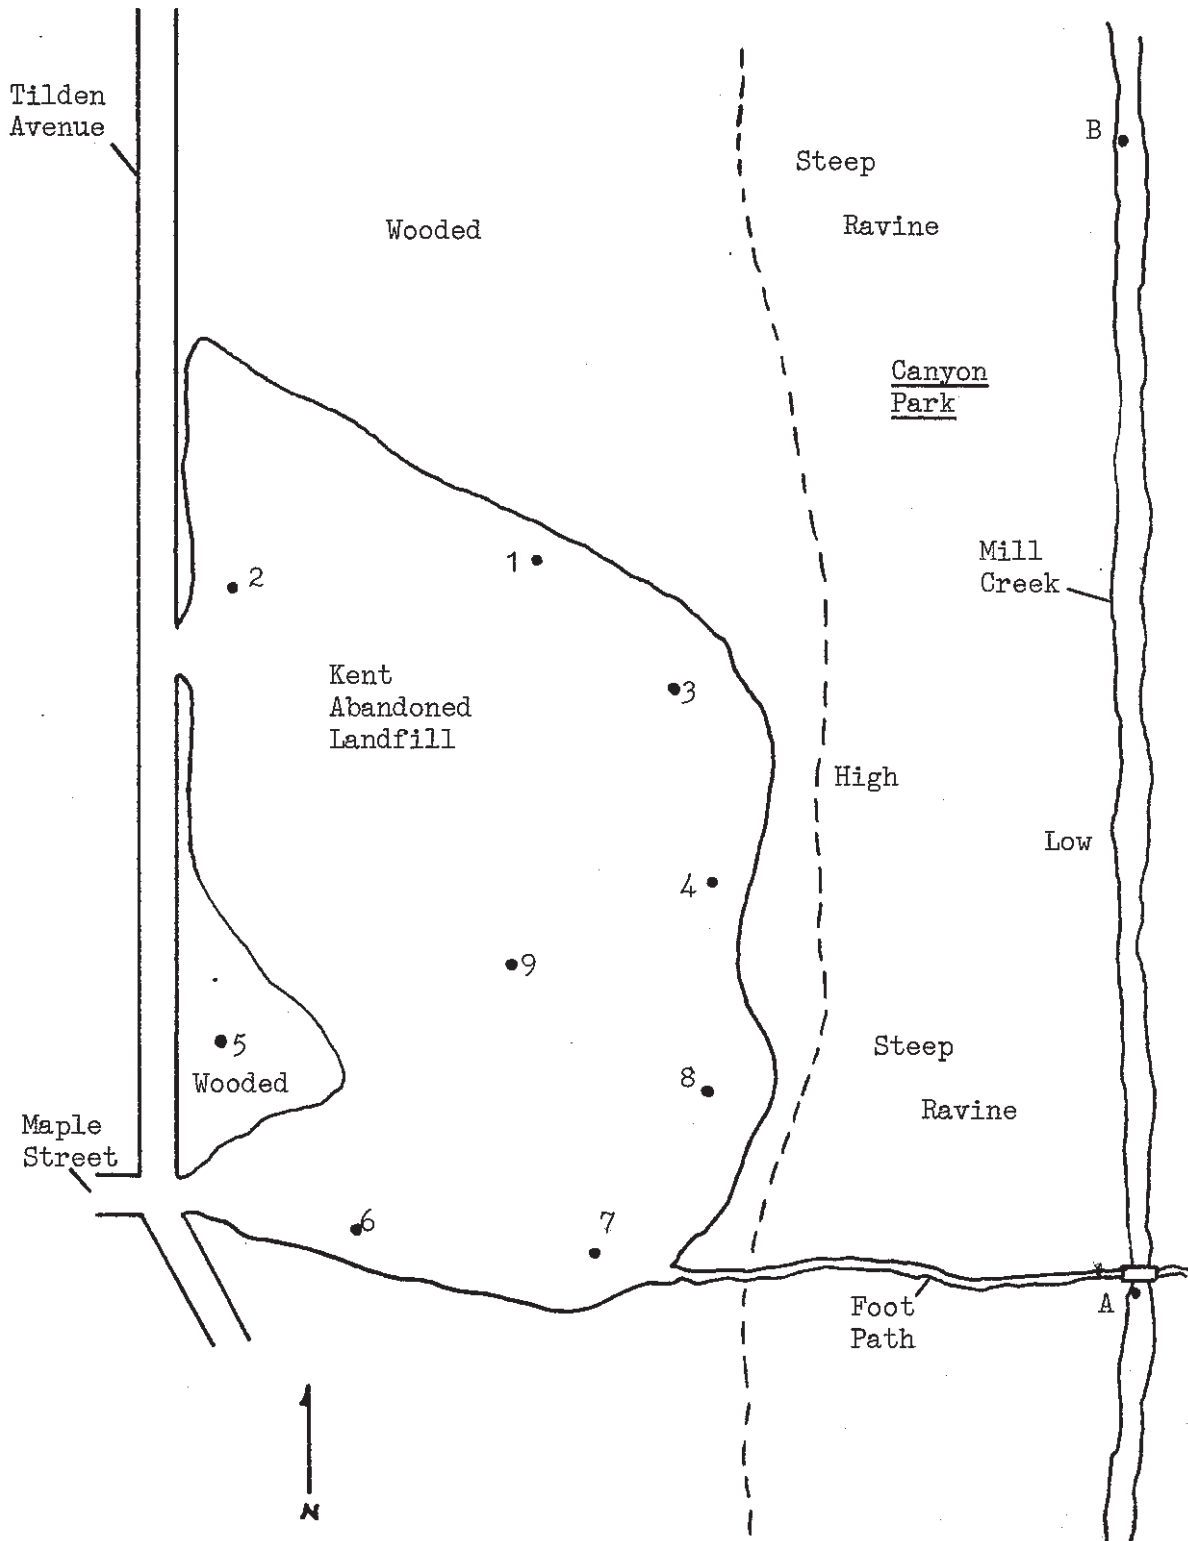 Tilden
Avenue
B
Steep
Wooded
Ravine
Canyon
Park
Mill
Creek
1
2
Kent
Abandoned
Landfill
3
High
Low
4
9
5
Steep
8
Wooded
Ravine
Maple
Street
6
7
A
Foot
Path
N